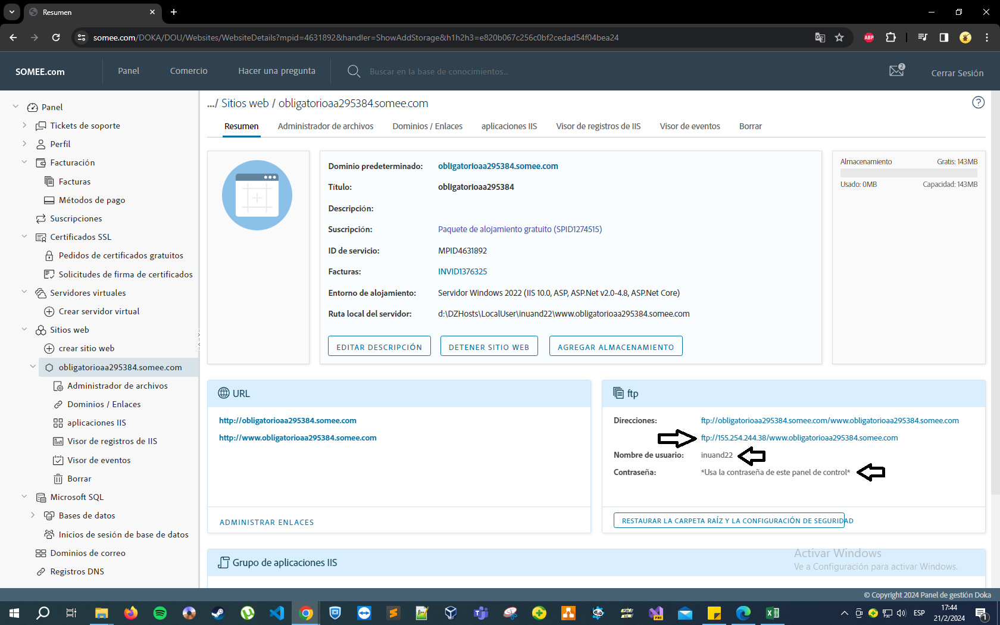 Resumen
somee.com/DOKA/DOU/Websites/WebsiteDetails?mpid=4631892&handler=ShowAddStorage&h1h2h3=e820b067c256c0bf2cedad54f04bea24
ABP
SOMEE.com
Panel
Comercio
Hacer una pregunta
Buscar en la base de conocimientos...
2
Cerrar Sesión
Panel
Tickets de soporte
Perfil
Facturación
Facturas
Métodos de pago
Suscripciones
Certificados SSL
Pedidos de certificados gratuitos
Solicitudes de firma de certificados
Servidores virtuales
Crear servidor virtual
Sitios web
crear sitio web
obligatorioaa295384.somee.com
Administrador de archivos
Dominios / Enlaces
aplicaciones IIS
Visor de registros de IIS
Visor de eventos
Borrar
Microsoft SQL
Bases de datos
Inicios de sesión de base de datos
Dominios de correo
Registros DNS
.../ Sitios web / obligatorioaa295384.somee.com
Resumen
Administrador de archivos
Dominios / Enlaces
aplicaciones IIS
Visor de registros de IIS
Visor de eventos
Borrar
Dominio predeterminado: obligatorioaa295384.somee.com
Título: obligatorioaa295384
Descripción:
Suscripción: Paquete de alojamiento gratuito (SPID1274515)
ID de servicio: MPID4631892
Facturas: INVID1376325
Entorno de alojamiento: Servidor Windows 2022 (IIS 10.0, ASP, ASP.Net v2.0-4.8, ASP.Net Core)
Ruta local del servidor: d:\DZHosts\LocalUser\inuand22\www.obligatorioaa295384.somee.com
EDITAR DESCRIPCIÓN
DETENER SITIO WEB
AGREGAR ALMACENAMIENTO
Almacenamiento Gratis: 143MB
Usado: 0MB Capacidad: 143MB
URL
http://obligatorioaa295384.somee.com
http://www.obligatorioaa295384.somee.com
ADMINISTRAR ENLACES
ftp
Direcciones: ftp://obligatorioaa295384.somee.com/www.obligatorioaa295384.somee.com
ftp://155.254.244.38/www.obligatorioaa295384.somee.com
Nombre de usuario: inuand22
Contraseña: *Usa la contraseña de este panel de control*
RESTAURAR LA CARPETA RAÍZ Y LA CONFIGURACIÓN DE SEGURIDAD
Grupo de aplicaciones IIS
Activar Windows
Ve a Configuración para activar Windows.
© Copyright 2024 Panel de gestión Doka
PRE
ESP
17:44
21/2/2024
1